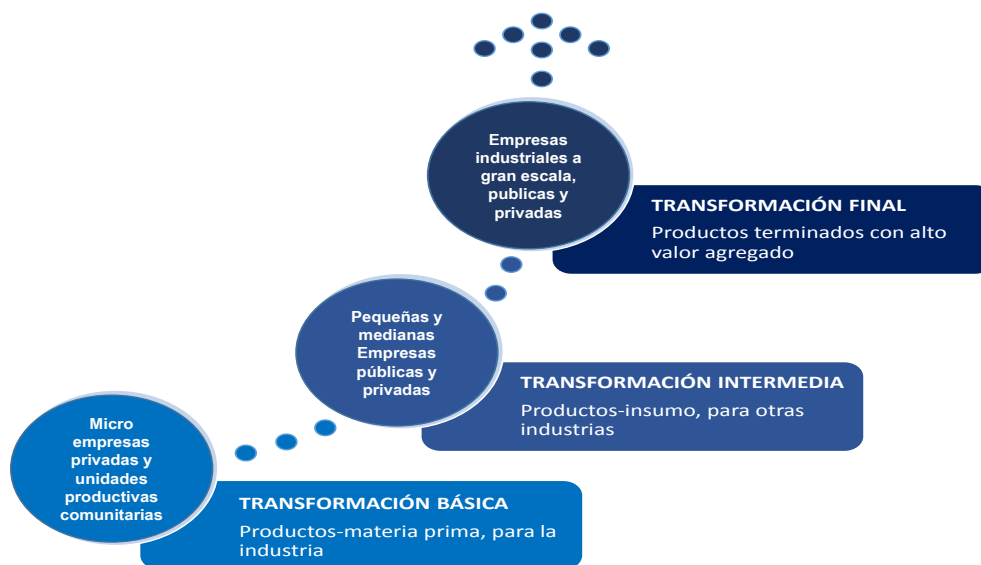 Empresas
industriales a
gran escala,
publicas y
privadas
TRANSFORMACIÓN FINAL
Productos terminados con alto
valor agregado
Pequeñas y
medianas
Empresas
públicas y
privadas
TRANSFORMACIÓN INTERMEDIA
Productos-insumo, para otras
industrias
Micro
empresas
privadas y
unidades
productivas
comunitarias
TRANSFORMACIÓN BÁSICA
Productos-materia prima, para la
industria